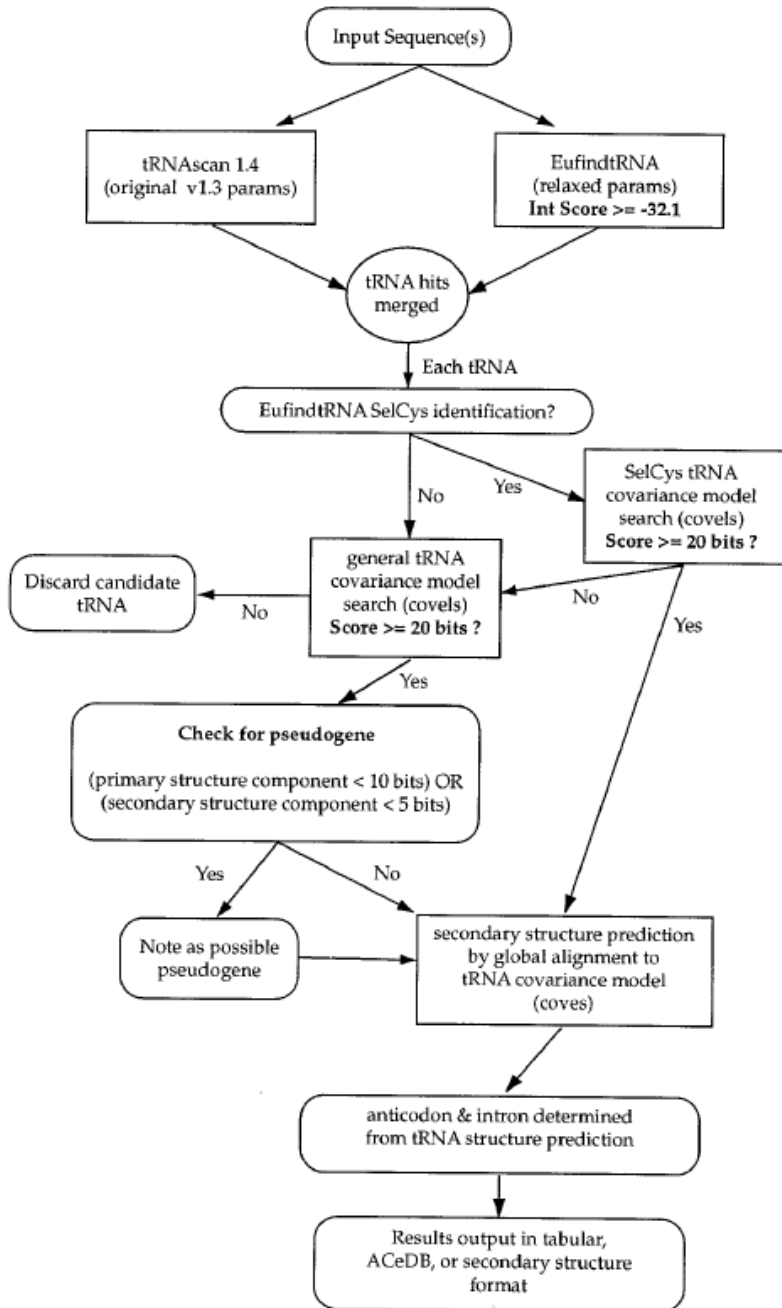 Input Sequence(s)
tRNAscan 1.4
(original v1.3 params)
EufindtRNA
(relaxed params)
Int Score >= -32.1
tRNA hits
merged
Each tRNA
EufindtRNA SelCys identification?
No
Yes
SelCys tRNA
covariance model
search (covels)
Score >= 20 bits ?
general tRNA
covariance model
search (covels)
Score >= 20 bits ?
Discard candidate
tRNA
No
No
Yes
Yes
Check for pseudogene
(primary structure component < 10 bits) OR
(secondary structure component < 5 bits)
Yes
No
Note as possible
pseudogene
secondary structure prediction
by global alignment to
tRNA covariance model
(coves)
anticodon & intron determined
from tRNA structure prediction
Results output in tabular,
ACeDB, or secondary structure
format